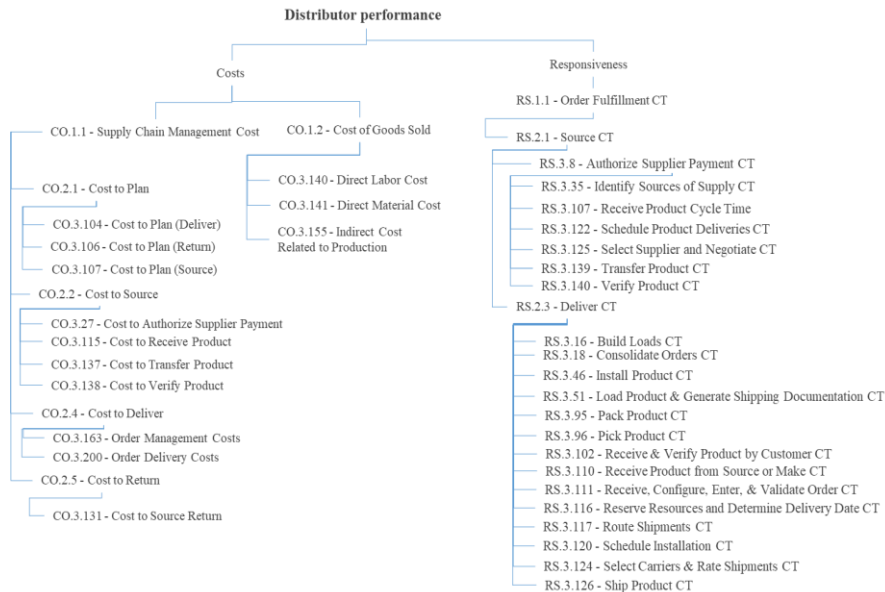 Distributor performance
Costs
CO.1.1 - Supply Chain Management Cost
CO.2.1 - Cost to Plan
CO.3.104 - Cost to Plan (Deliver)
CO.3.106 - Cost to Plan (Return)
CO.3.107 - Cost to Plan (Source)
CO.2.2 - Cost to Source
CO.3.27 - Cost to Authorize Supplier Payment
CO.3.115 - Cost to Receive Product
CO.3.137 - Cost to Transfer Product
CO.3.138 - Cost to Verify Product
CO.2.4 - Cost to Deliver
CO.3.163 - Order Management Costs
CO.3.200 - Order Delivery Costs
CO.2.5 - Cost to Return
CO.3.131 - Cost to Source Return
CO.1.2 - Cost of Goods Sold
CO.3.140 - Direct Labor Cost
CO.3.141 - Direct Material Cost
CO.3.155 - Indirect Cost
Related to Production
Responsiveness
RS.1.1 - Order Fulfillment CT
RS.2.1 - Source CT
RS.3.8 - Authorize Supplier Payment CT
RS.3.35 - Identify Sources of Supply CT
RS.3.107 - Receive Product Cycle Time
RS.3.122 - Schedule Product Deliveries CT
RS.3.125 - Select Supplier and Negotiate CT
RS.3.139 - Transfer Product CT
RS.3.140 - Verify Product CT
RS.2.3 - Deliver CT
RS.3.16 - Build Loads CT
RS.3.18 - Consolidate Orders CT
RS.3.46 - Install Product CT
RS.3.51 - Load Product & Generate Shipping Documentation CT
RS.3.95 - Pack Product CT
RS.3.96 - Pick Product CT
RS.3.102 - Receive & Verify Product by Customer CT
RS.3.110 - Receive Product from Source or Make CT
RS.3.111 - Receive, Configure, Enter, & Validate Order CT
RS.3.116 - Reserve Resources and Determine Delivery Date CT
RS.3.117 - Route Shipments CT
RS.3.120 - Schedule Installation CT
RS.3.124 - Select Carriers & Rate Shipments CT
RS.3.126 - Ship Product CT